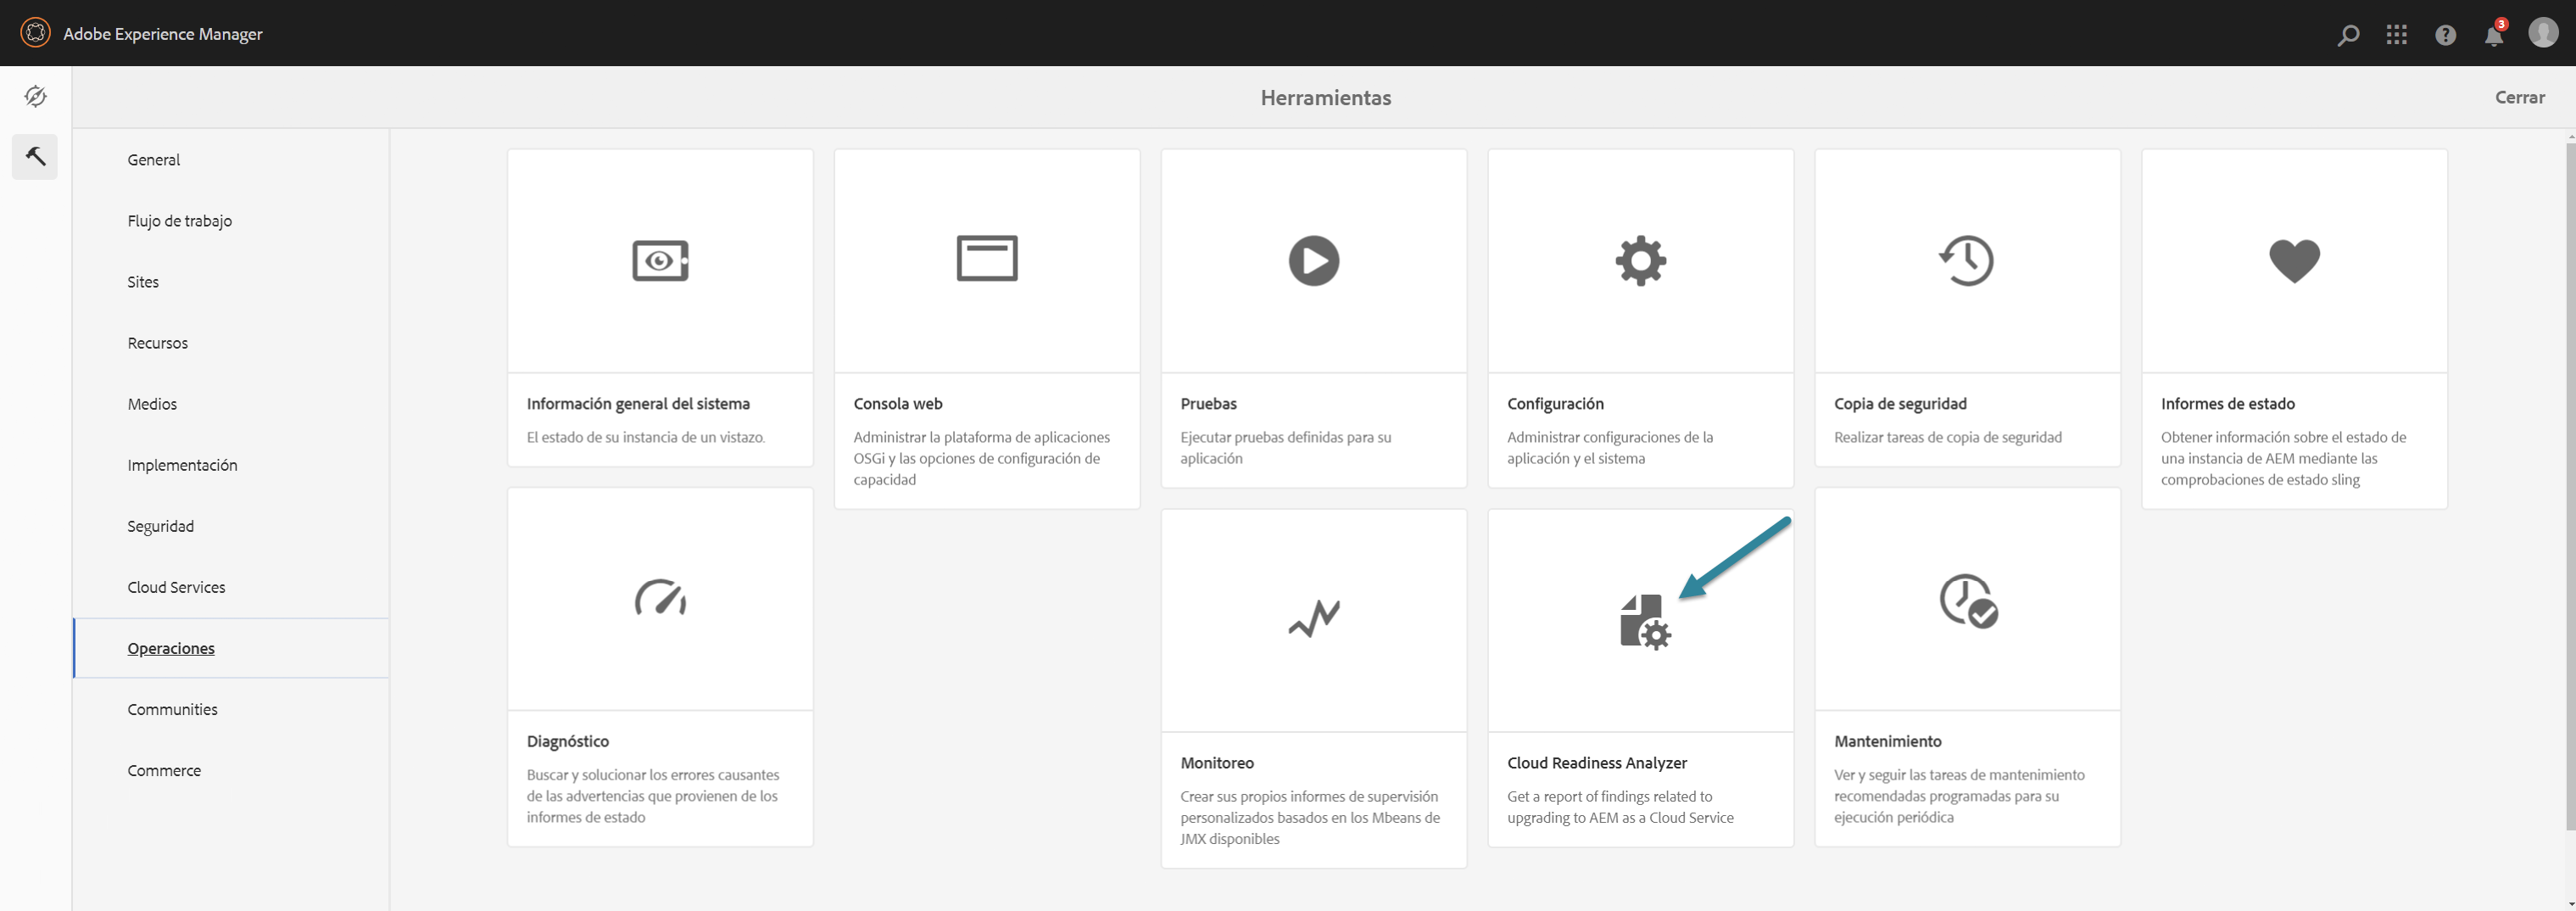 Adobe Experience Manager
3
Herramientas
Cerrar
General
Flujo de trabajo
Sites
Recursos
Medios
Implementación
Seguridad
Cloud Services
Operaciones
Communities
Commerce
Información general del sistema
El estado de su instancia de un vistazo.
Consola web
Administrar la plataforma de aplicaciones
OSGi y las opciones de configuración de
capacidad
Pruebas
Ejecutar pruebas definidas para su
aplicación
Configuración
Administrar configuraciones de la
aplicación y el sistema
Copia de seguridad
Realizar tareas de copia de seguridad
Informes de estado
Obtener información sobre el estado de
una instancia de AEM mediante las
comprobaciones de estado sling
Diagnóstico
Buscar y solucionar los errores causantes
de las advertencias que provienen de los
informes de estado
Monitoreo
Crear sus propios informes de supervisión
personalizados basados en los Mbeans de
JMX disponibles
Cloud Readiness Analyzer
Get a report of findings related to
upgrading to AEM as a Cloud Service
Mantenimiento
Ver y seguir las tareas de mantenimiento
recomendadas programadas para su
ejecución periódica